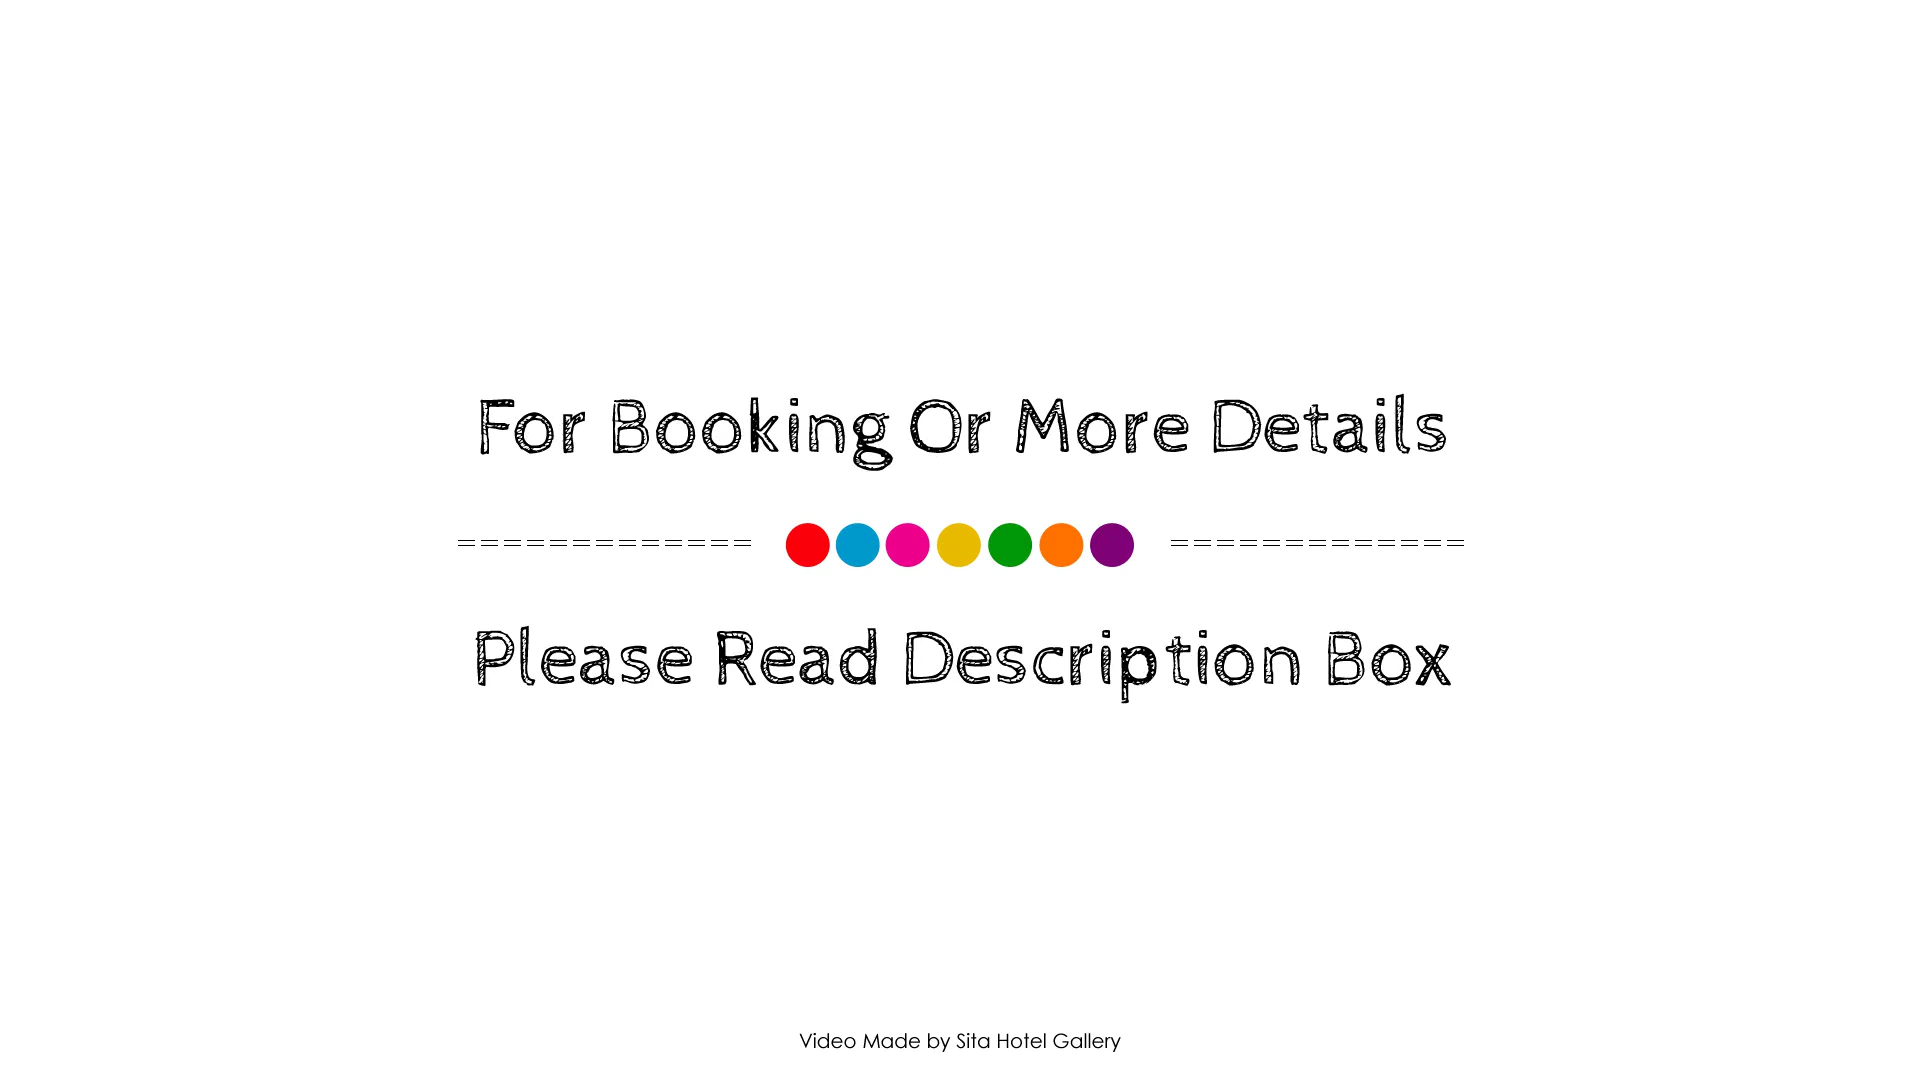 For Booking Or More Details
============= =============
Please Read Description Box
Video Made by Sita Hotel Gallery